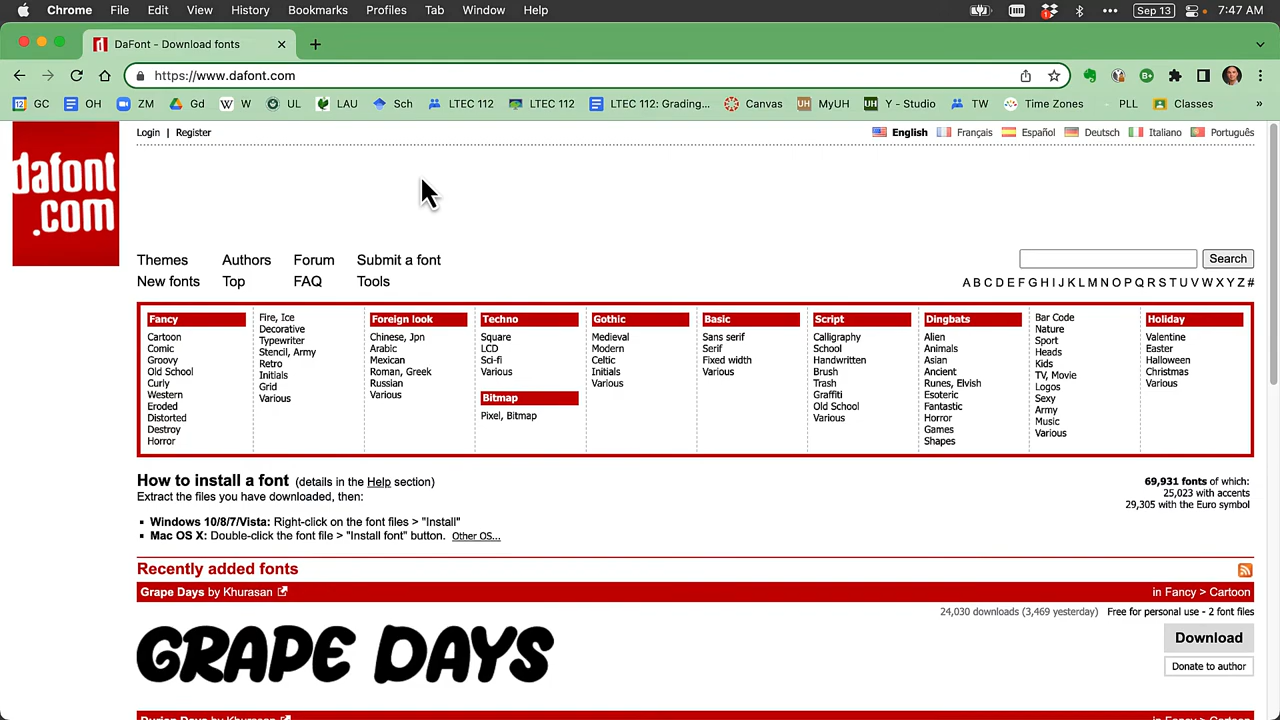 Chrome File Edit View History Bookmarks Profiles Tab Window Help Sep 13 7:47 AM
DaFont - Download fonts
https://www.dafont.com
GC OH ZM Gd W UL LAU Sch LTEC 112 LTEC 112 LTEC 112: Grading... Canvas MyUH Y - Studio TW Time Zones PLL Classes »
dafont
.com
Login | Register English Français Español Deutsch Italiano Português
Themes Authors Forum Submit a font Search
New fonts Top FAQ Tools A B C D E F G H I J K L M N O P Q R S T U V W X Y Z #
Fancy
Cartoon
Comic
Groovy
Old School
Curly
Western
Eroded
Distorted
Destroy
Horror
Fire, Ice
Decorative
Typewriter
Stencil, Army
Retro
Initials
Grid
Various
Foreign look
Chinese, Jpn
Arabic
Mexican
Roman, Greek
Russian
Various
Techno
Square
LCD
Sci-fi
Various
Bitmap
Pixel, Bitmap
Gothic
Medieval
Modern
Celtic
Initials
Various
Basic
Sans serif
Serif
Fixed width
Various
Script
Calligraphy
School
Handwritten
Brush
Trash
Graffiti
Old School
Various
Dingbats
Alien
Animals
Asian
Ancient
Runes, Elvish
Esoteric
Fantastic
Horror
Games
Shapes
Bar Code
Nature
Sport
Heads
Kids
TV, Movie
Logos
Sexy
Army
Music
Various
Holiday
Valentine
Easter
Halloween
Christmas
Various
How to install a font (details in the Help section)
Extract the files you have downloaded, then:
Windows 10/8/7/Vista: Right-click on the font files > "Install"
Mac OS X: Double-click the font file > "Install font" button. Other OS...
69,931 fonts of which:
25,023 with accents
29,305 with the Euro symbol
Recently added fonts
Grape Days by Khurasan in Fancy > Cartoon
24,030 downloads (3,469 yesterday) Free for personal use - 2 font files
GRAPE DAYS
Download
Donate to author
by Khurasan in Fancy > Cartoon